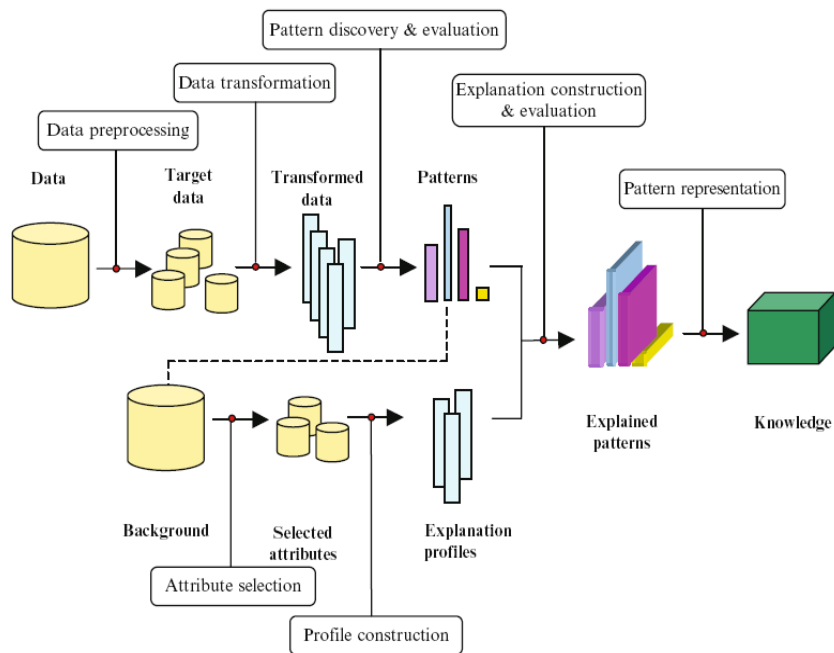 Pattern discovery & evaluation
Data transformation
Explanation construction
& evaluation
Data preprocessing
Pattern representation
Data
Target
data
Transformed
data
Patterns
Explained
patterns
Knowledge
Background
Selected
attributes
Explanation
profiles
Attribute selection
Profile construction